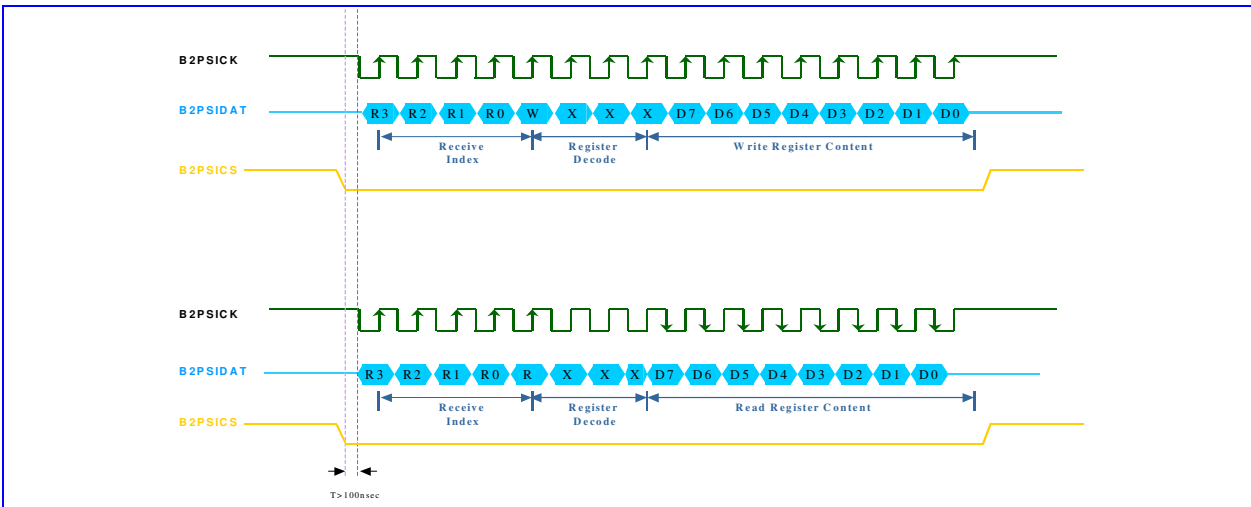 B2PSICK
B2PSIDAT R3 R2 R1 R0 W X X X D7 D6 D5 D4 D3 D2 D1 D0
Receive Index
Register Decode
Write Register Content
B2PSICS
B2PSICK
B2PSIDAT R3 R2 R1 R0 R X X X D7 D6 D5 D4 D3 D2 D1 D0
Receive Index
Register Decode
Read Register Content
B2PSICS
T>100nsec